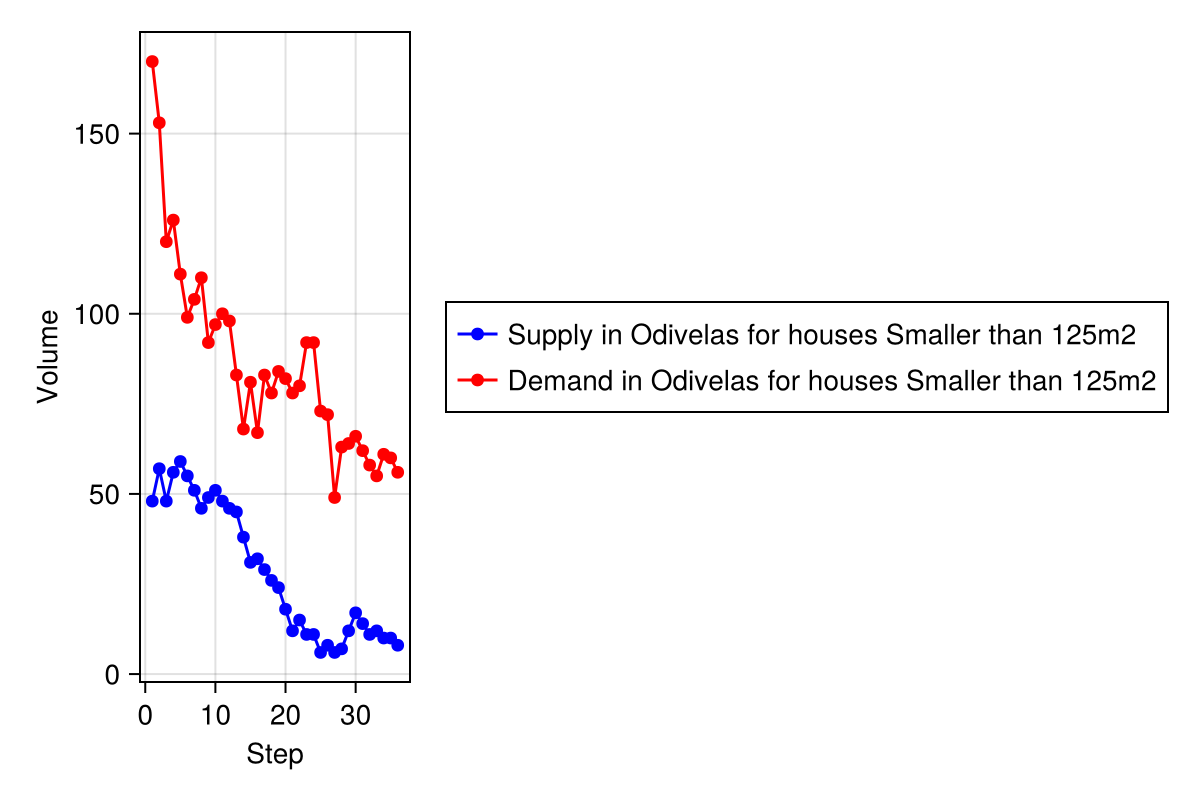 150
100
50
0
Volume
0 10 20 30
Step
Supply in Odivelas for houses Smaller than 125m2
Demand in Odivelas for houses Smaller than 125m2